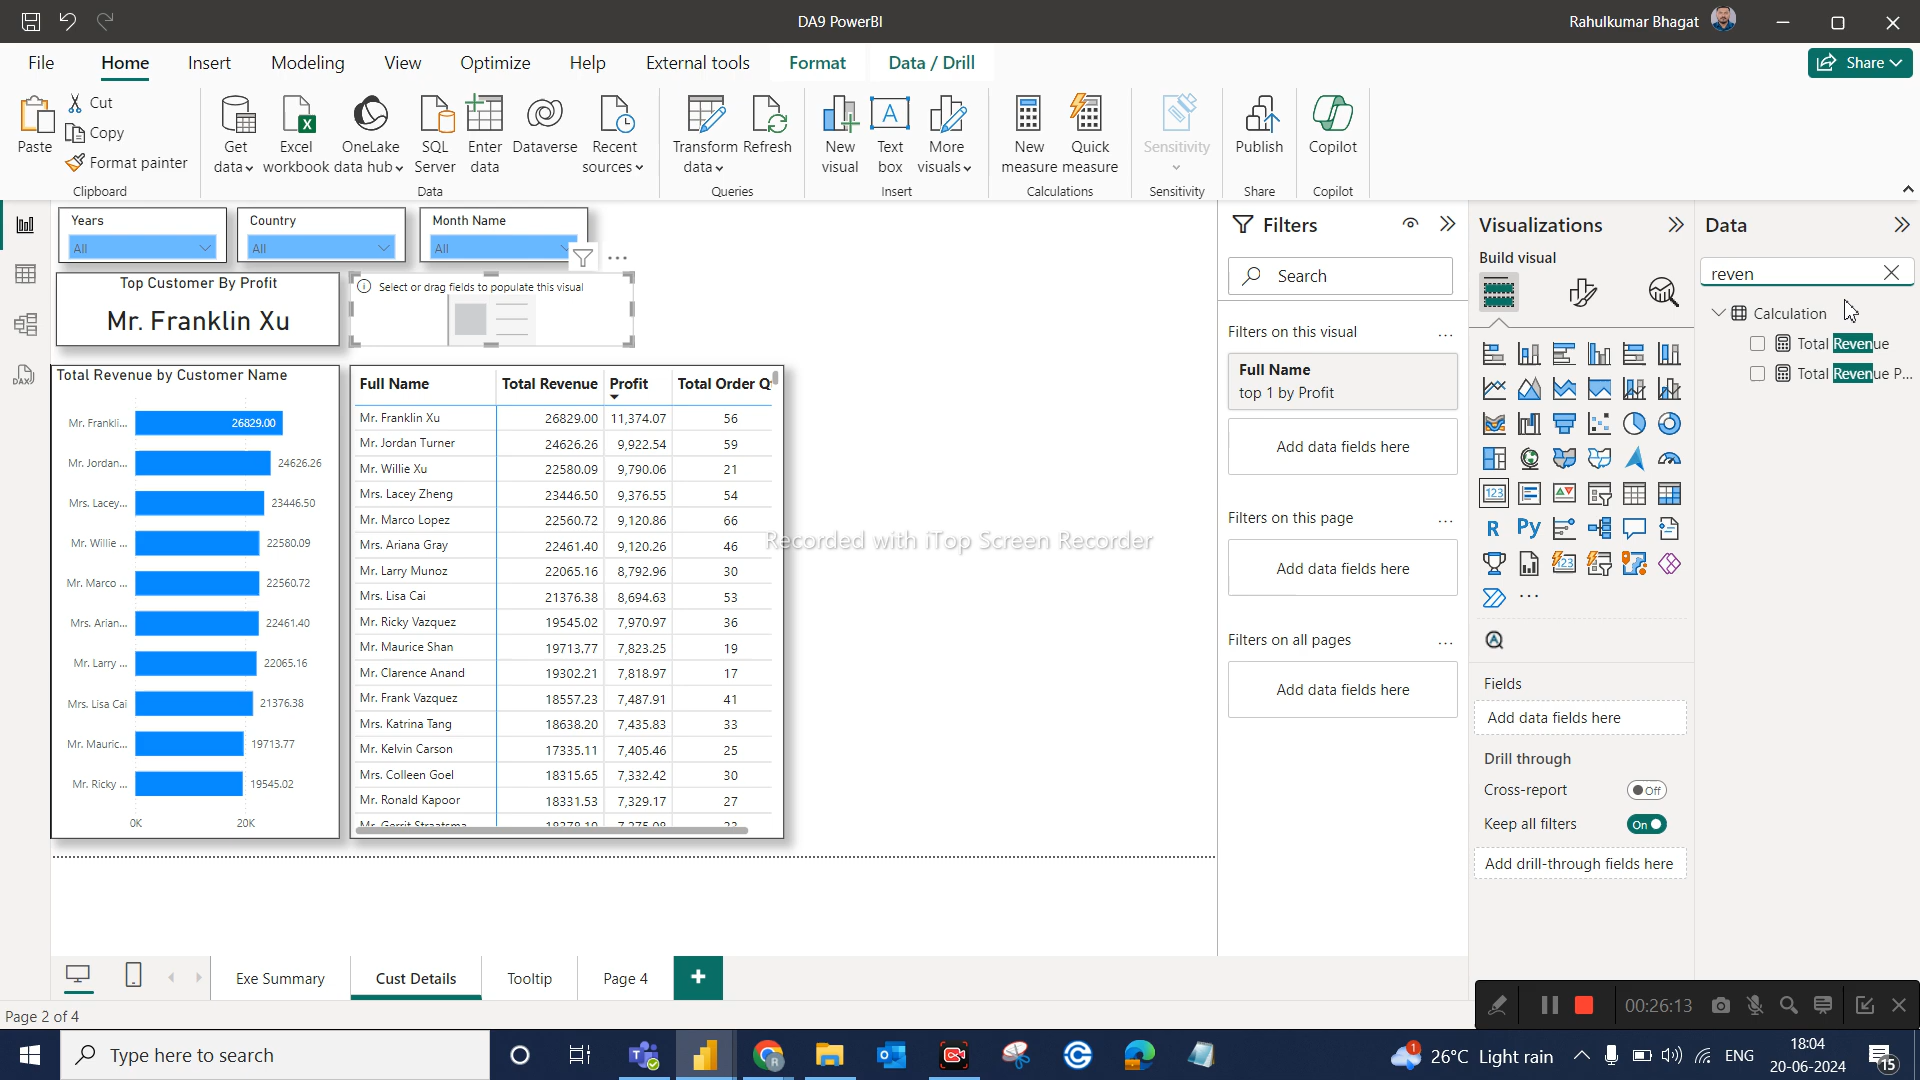 DA9 PowerBI
Rahulkumar Bhagat
File
Home
Insert
Modeling
View
Optimize
Help
External tools
Format
Data / Drill
Share
Paste
Cut
Copy
Format painter
Clipboard
Get data
Excel workbook
OneLake data hub
SQL Server
Enter data
Dataverse
Recent sources
Data
Transform data
Refresh
Queries
New visual
Text box
More visuals
Insert
New measure
Quick measure
Calculations
Sensitivity
Sensitivity
Publish
Share
Copilot
Copilot
Years
All
Country
All
Month Name
All
Top Customer By Profit
Mr. Franklin Xu
Select or drag fields to populate this visual
Total Revenue by Customer Name
Mr. Frankli... 26829.00
Mr. Jordan... 24626.26
Mrs. Lacey... 23446.50
Mr. Willie ... 22580.09
Mr. Marco ... 22560.72
Mrs. Arian... 22461.40
Mr. Larry ... 22065.16
Mrs. Lisa Cai 21376.38
Mr. Mauric... 19713.77
Mr. Ricky ... 19545.02
0K 20K
Full Name Total Revenue Profit Total Order Q
Mr. Franklin Xu 26829.00 11,374.07 56
Mr. Jordan Turner 24626.26 9,922.54 59
Mr. Willie Xu 22580.09 9,790.06 21
Mrs. Lacey Zheng 23446.50 9,376.55 54
Mr. Marco Lopez 22560.72 9,120.86 66
Mrs. Ariana Gray 22461.40 9,120.26 46
Mr. Larry Munoz 22065.16 8,792.96 30
Mrs. Lisa Cai 21376.38 8,694.63 53
Mr. Ricky Vazquez 19545.02 7,970.97 36
Mr. Maurice Shan 19713.77 7,823.25 19
Mr. Clarence Anand 19302.21 7,818.97 17
Mr. Frank Vazquez 18557.23 7,487.91 41
Mrs. Katrina Tang 18638.20 7,435.83 33
Mr. Kelvin Carson 17335.11 7,405.46 25
Mrs. Colleen Goel 18315.65 7,332.42 30
Mr. Ronald Kapoor 18331.53 7,329.17 27
Recorded with iTop Screen Recorder
Filters
Search
Filters on this visual ...
Full Name
top 1 by Profit
Add data fields here
Filters on this page ...
Add data fields here
Filters on all pages ...
Add data fields here
Visualizations
Build visual
123
R
Py
123
...
Fields
Add data fields here
Drill through
Cross-report Off
Keep all filters On
Add drill-through fields here
Data
reven
Calculation
Total Revenue
Total Revenue P...
Exe Summary
Cust Details
Tooltip
Page 4
+
Page 2 of 4
00:26:13
Type here to search
26°C Light rain
ENG
18:04
20-06-2024
15